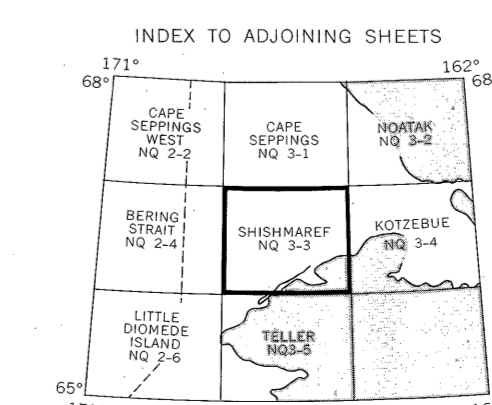 INDEX TO ADJOINING SHEETS
171°
162°
68°
68
CAPE
SEPPINGS
WEST
NQ 2-2
CAPE
SEPPINGS
NQ 3-1
NOATAK
NQ 3-2
BERING
STRAIT
NQ 2-4
SHISHMAREF
NQ 3-3
KOTZEBUE
NQ 3-4
LITTLE
DIOMEDE
ISLAND
NQ 2-6
TELLER
NQ3-5
65°